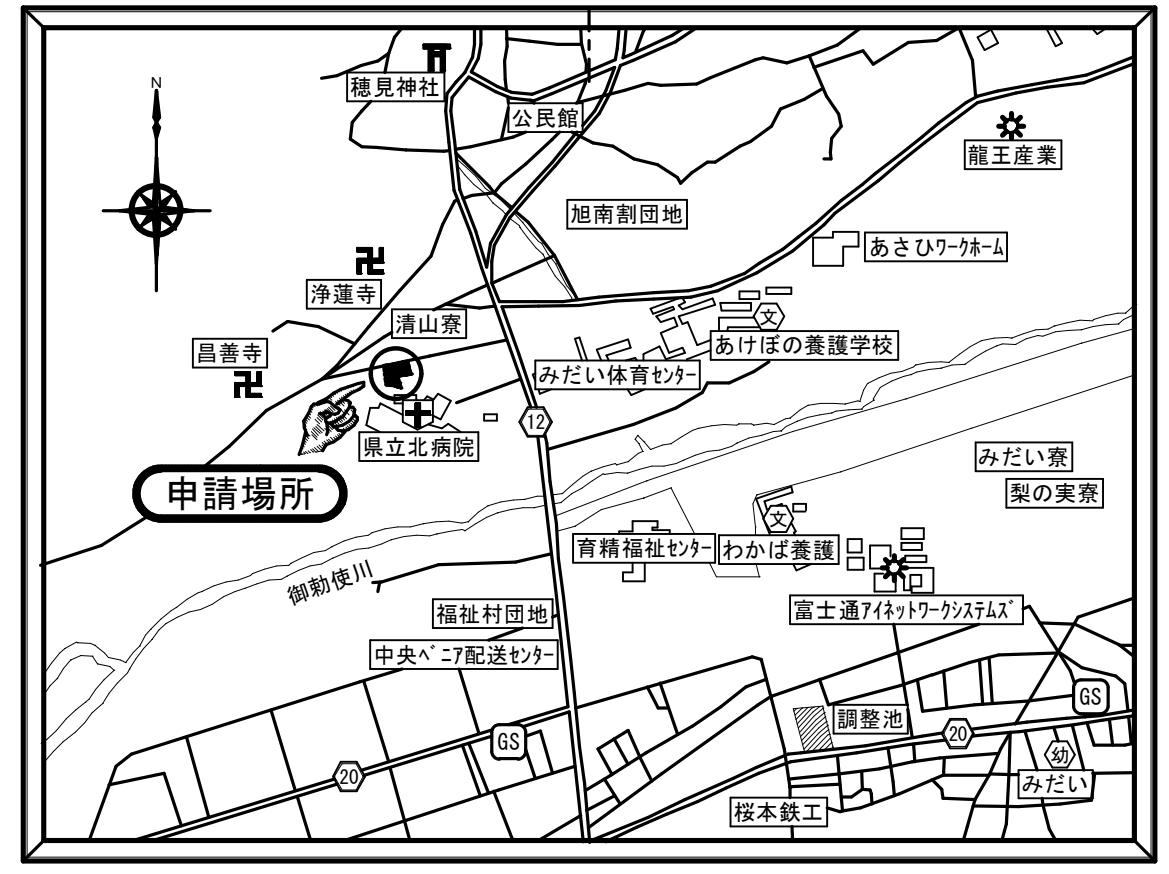 N
穂見神社
公民館
龍王産業
旭南割団地
あさひワークホーム
浄蓮寺
清山寮
文
あけぼの養護学校
昌善寺
みだい体育センター
12
県立北病院
みだい寮
申請場所
梨の実寮
文
育精福祉センター
わかば養護
御勅使川
福祉村団地
富士通アイネットワークシステムズ
中央ベニア配送センター
GS
調整池
GS
20
20
幼
みだい
桜本鉄工